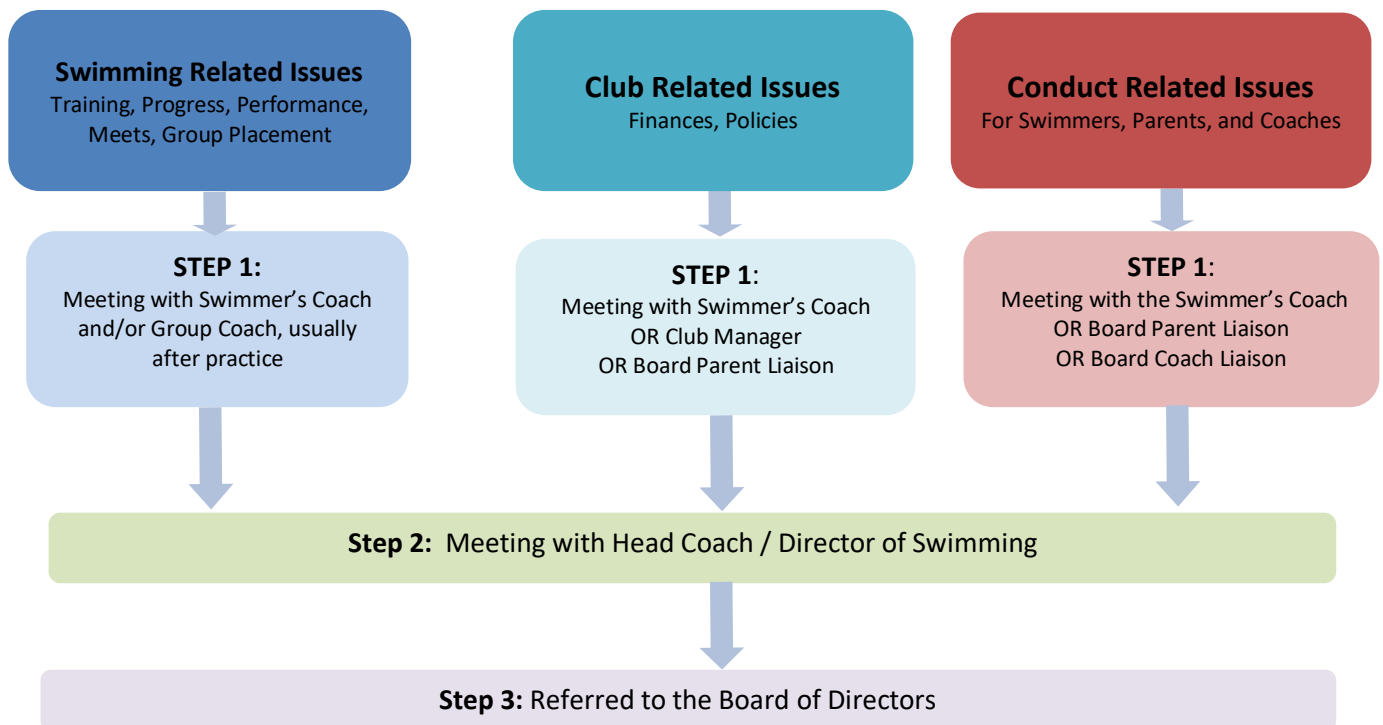 Swimming Related Issues
Training, Progress, Performance,
Meets, Group Placement
Club Related Issues
Finances, Policies
Conduct Related Issues
For Swimmers, Parents, and Coaches
STEP 1:
Meeting with Swimmer’s Coach
and/or Group Coach, usually
after practice
STEP 1:
Meeting with Swimmer’s Coach
OR Club Manager
OR Board Parent Liaison
STEP 1:
Meeting with the Swimmer’s Coach
OR Board Parent Liaison
OR Board Coach Liaison
Step 2: Meeting with Head Coach / Director of Swimming
Step 3: Referred to the Board of Directors